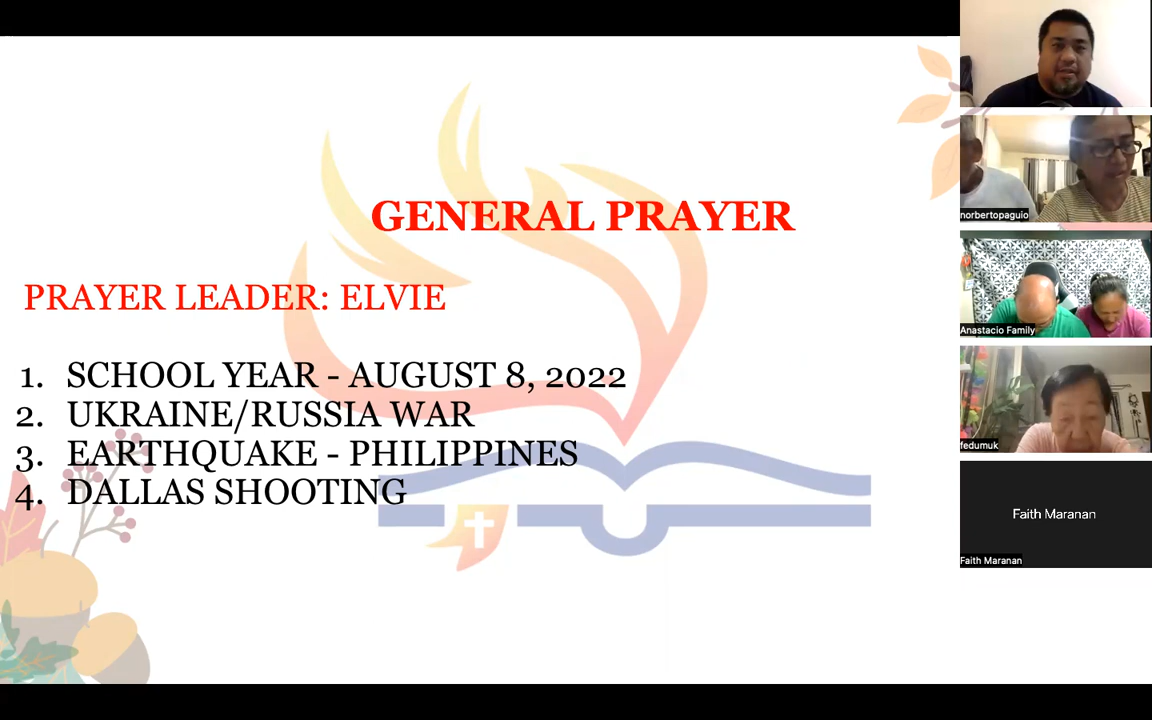 GENERAL PRAYER
PRAYER LEADER: ELVIE
1. SCHOOL YEAR - AUGUST 8, 2022
2. UKRAINE/RUSSIA WAR
3. EARTHQUAKE - PHILIPPINES
4. DALLAS SHOOTING
norbertopaguio
Anastacio Family
fedumuk
Faith Maranan
Faith Maranan